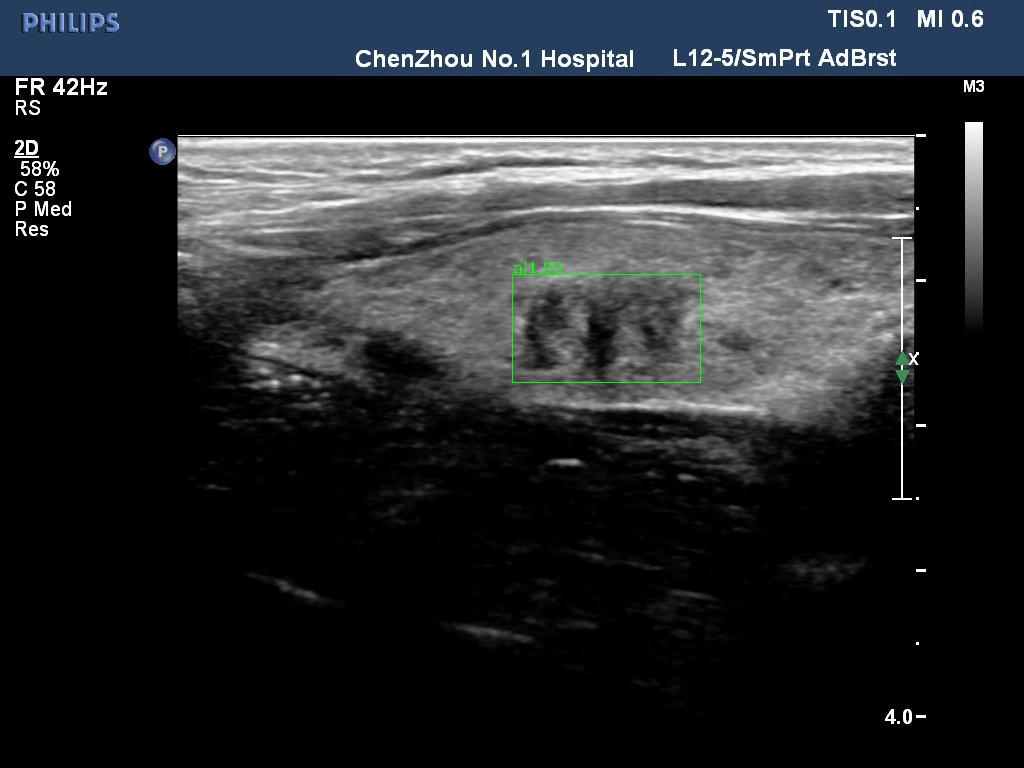 PHILIPS
TIS0.1 MI 0.6
ChenZhou No.1 Hospital L12-5/SmPrt AdBrst
FR 42Hz
RS
M3
2D
58%
C 58
P Med
Res
P
X
4.0